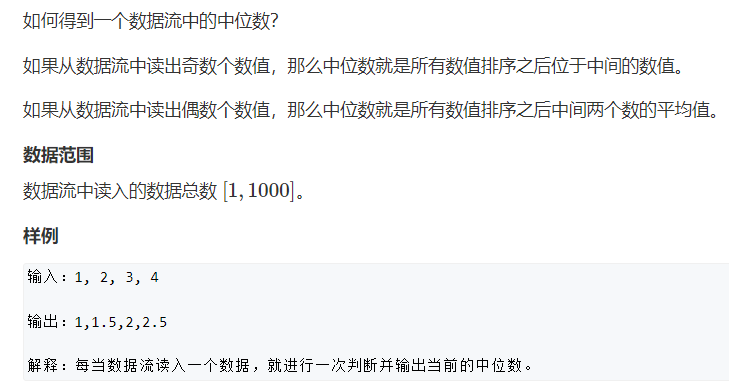 如何得到一个数据流中的中位数？
如果从数据流中读出奇数个数值，那么中位数就是所有数值排序之后位于中间的数值。
如果从数据流中读出偶数个数值，那么中位数就是所有数值排序之后中间两个数的平均值。
数据范围
数据流中读入的数据总数 [1, 1000]。
样例
输入：1, 2, 3, 4
输出：1,1.5,2,2.5
解释：每当数据流读入一个数据，就进行一次判断并输出当前的中位数。